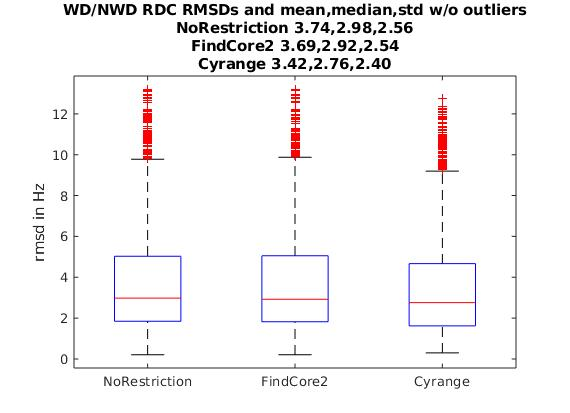 WD/NWD RDC RMSDs and mean,median,std w/o outliers
NoRestriction 3.74,2.98,2.56
FindCore2 3.69,2.92,2.54
Cyrange 3.42,2.76,2.40
rmsd in Hz
12
10
8
6
4
2
0
NoRestriction
FindCore2
Cyrange